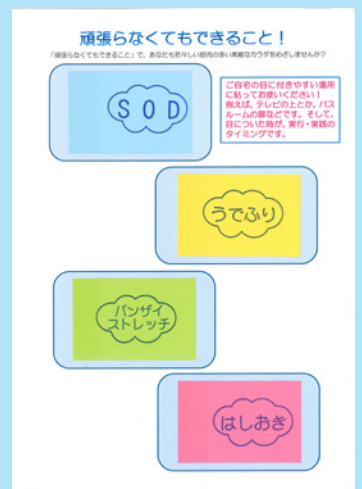 頑張らなくてもできること！
「頑張らなくてもできること」で、あなたも若々しい筋肉の多い素敵なカラダをめざしませんか？
SOD
ご自宅の目に付きやすい場所
に貼ってお使いください！
例えば、テレビの上とか、バス
ルームの扉などです。そして、
目についた時が、実行・実践の
タイミングです。
うでふり
バンザイ
ストレッチ
はしおき